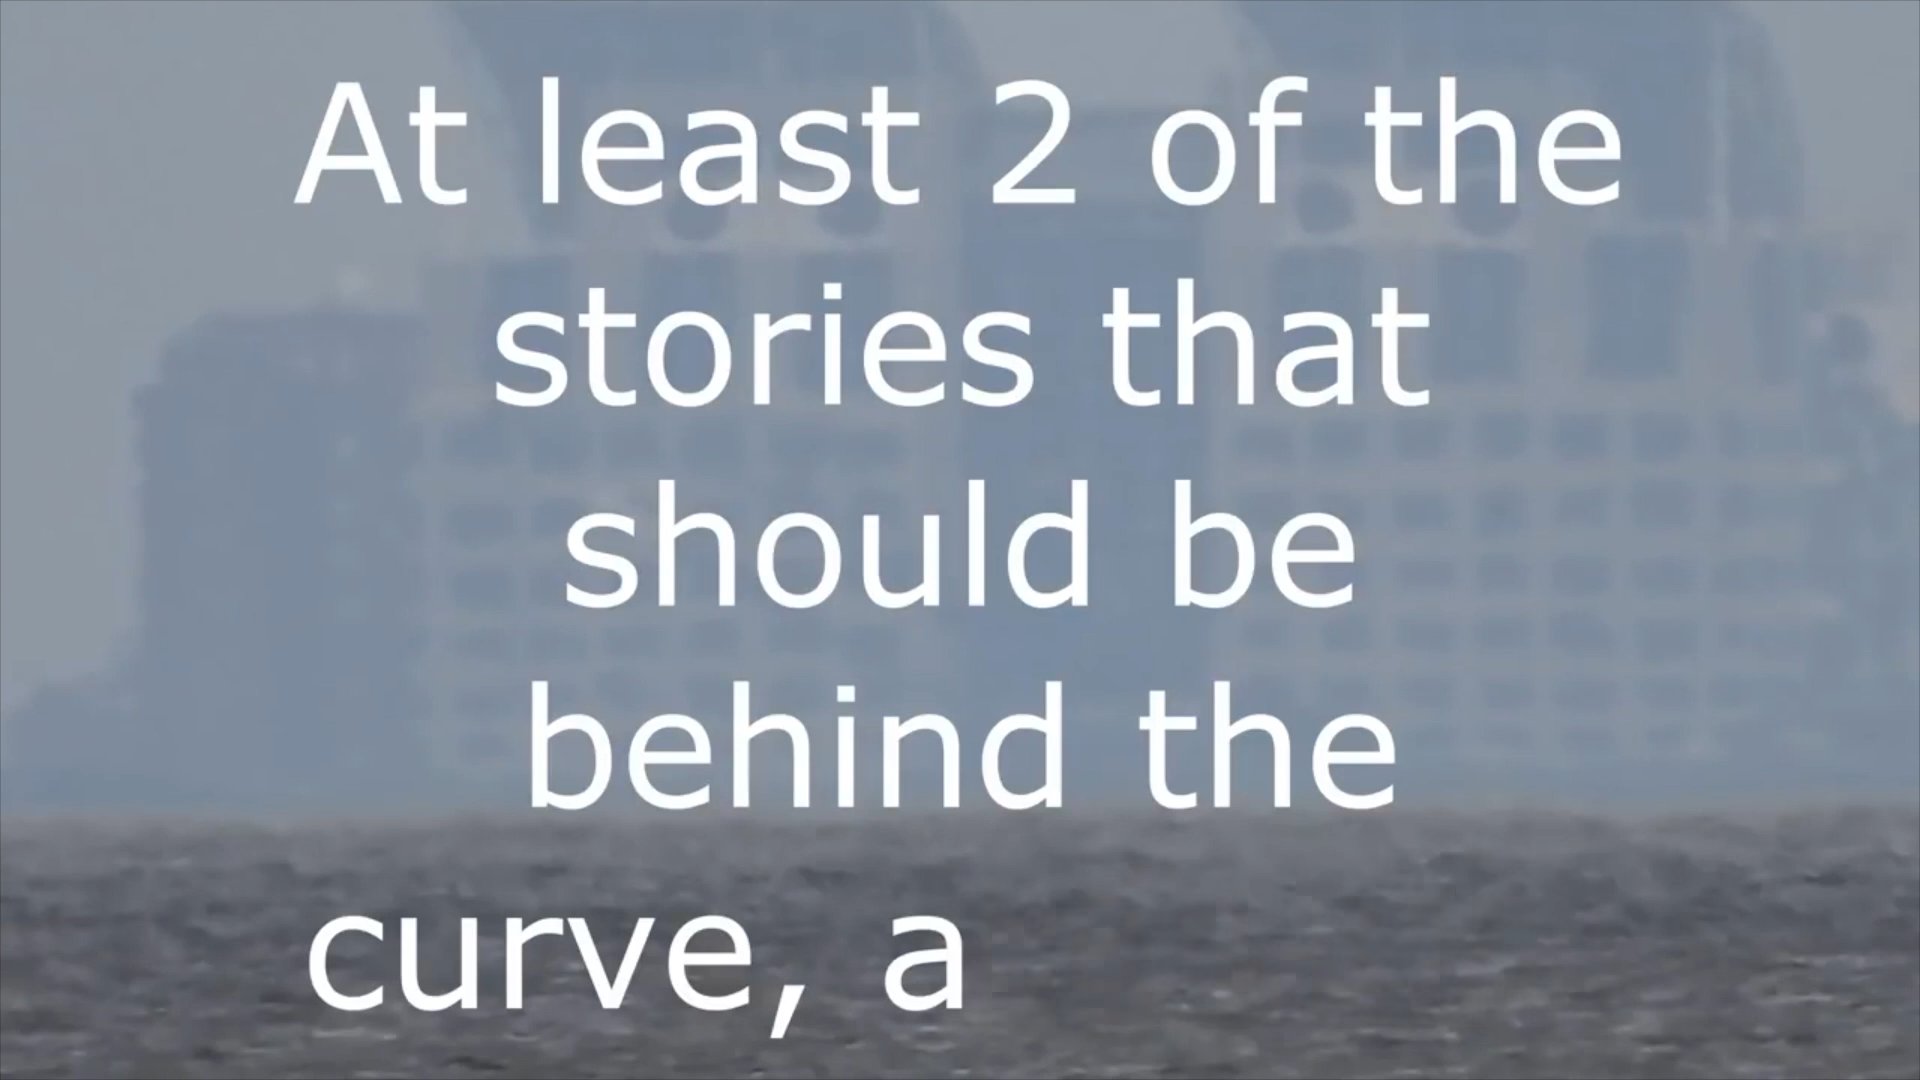 At least 2 of the
stories that
should be
behind the
curve, a